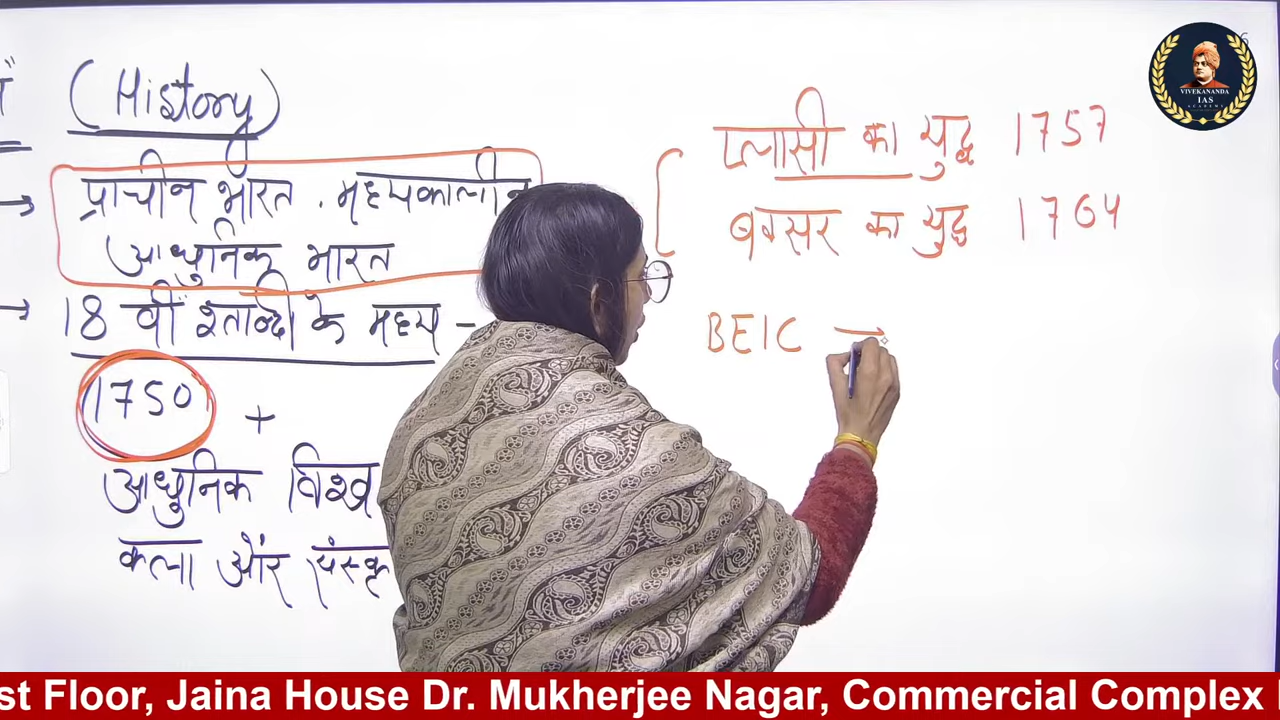 (History)
प्राचीन भारत . मध्यकालीन
आधुनिक भारत
→ 18 वीं शताब्दी के मध्य -
1750 +
आधुनिक विश्व
कला और
प्लासी का युद्ध 1757
बक्सर का युद्ध 1764
BEIC →
VIVEKANANDA
IAS
ACADEMY
st Floor, Jaina House Dr. Mukherjee Nagar, Commercial Complex